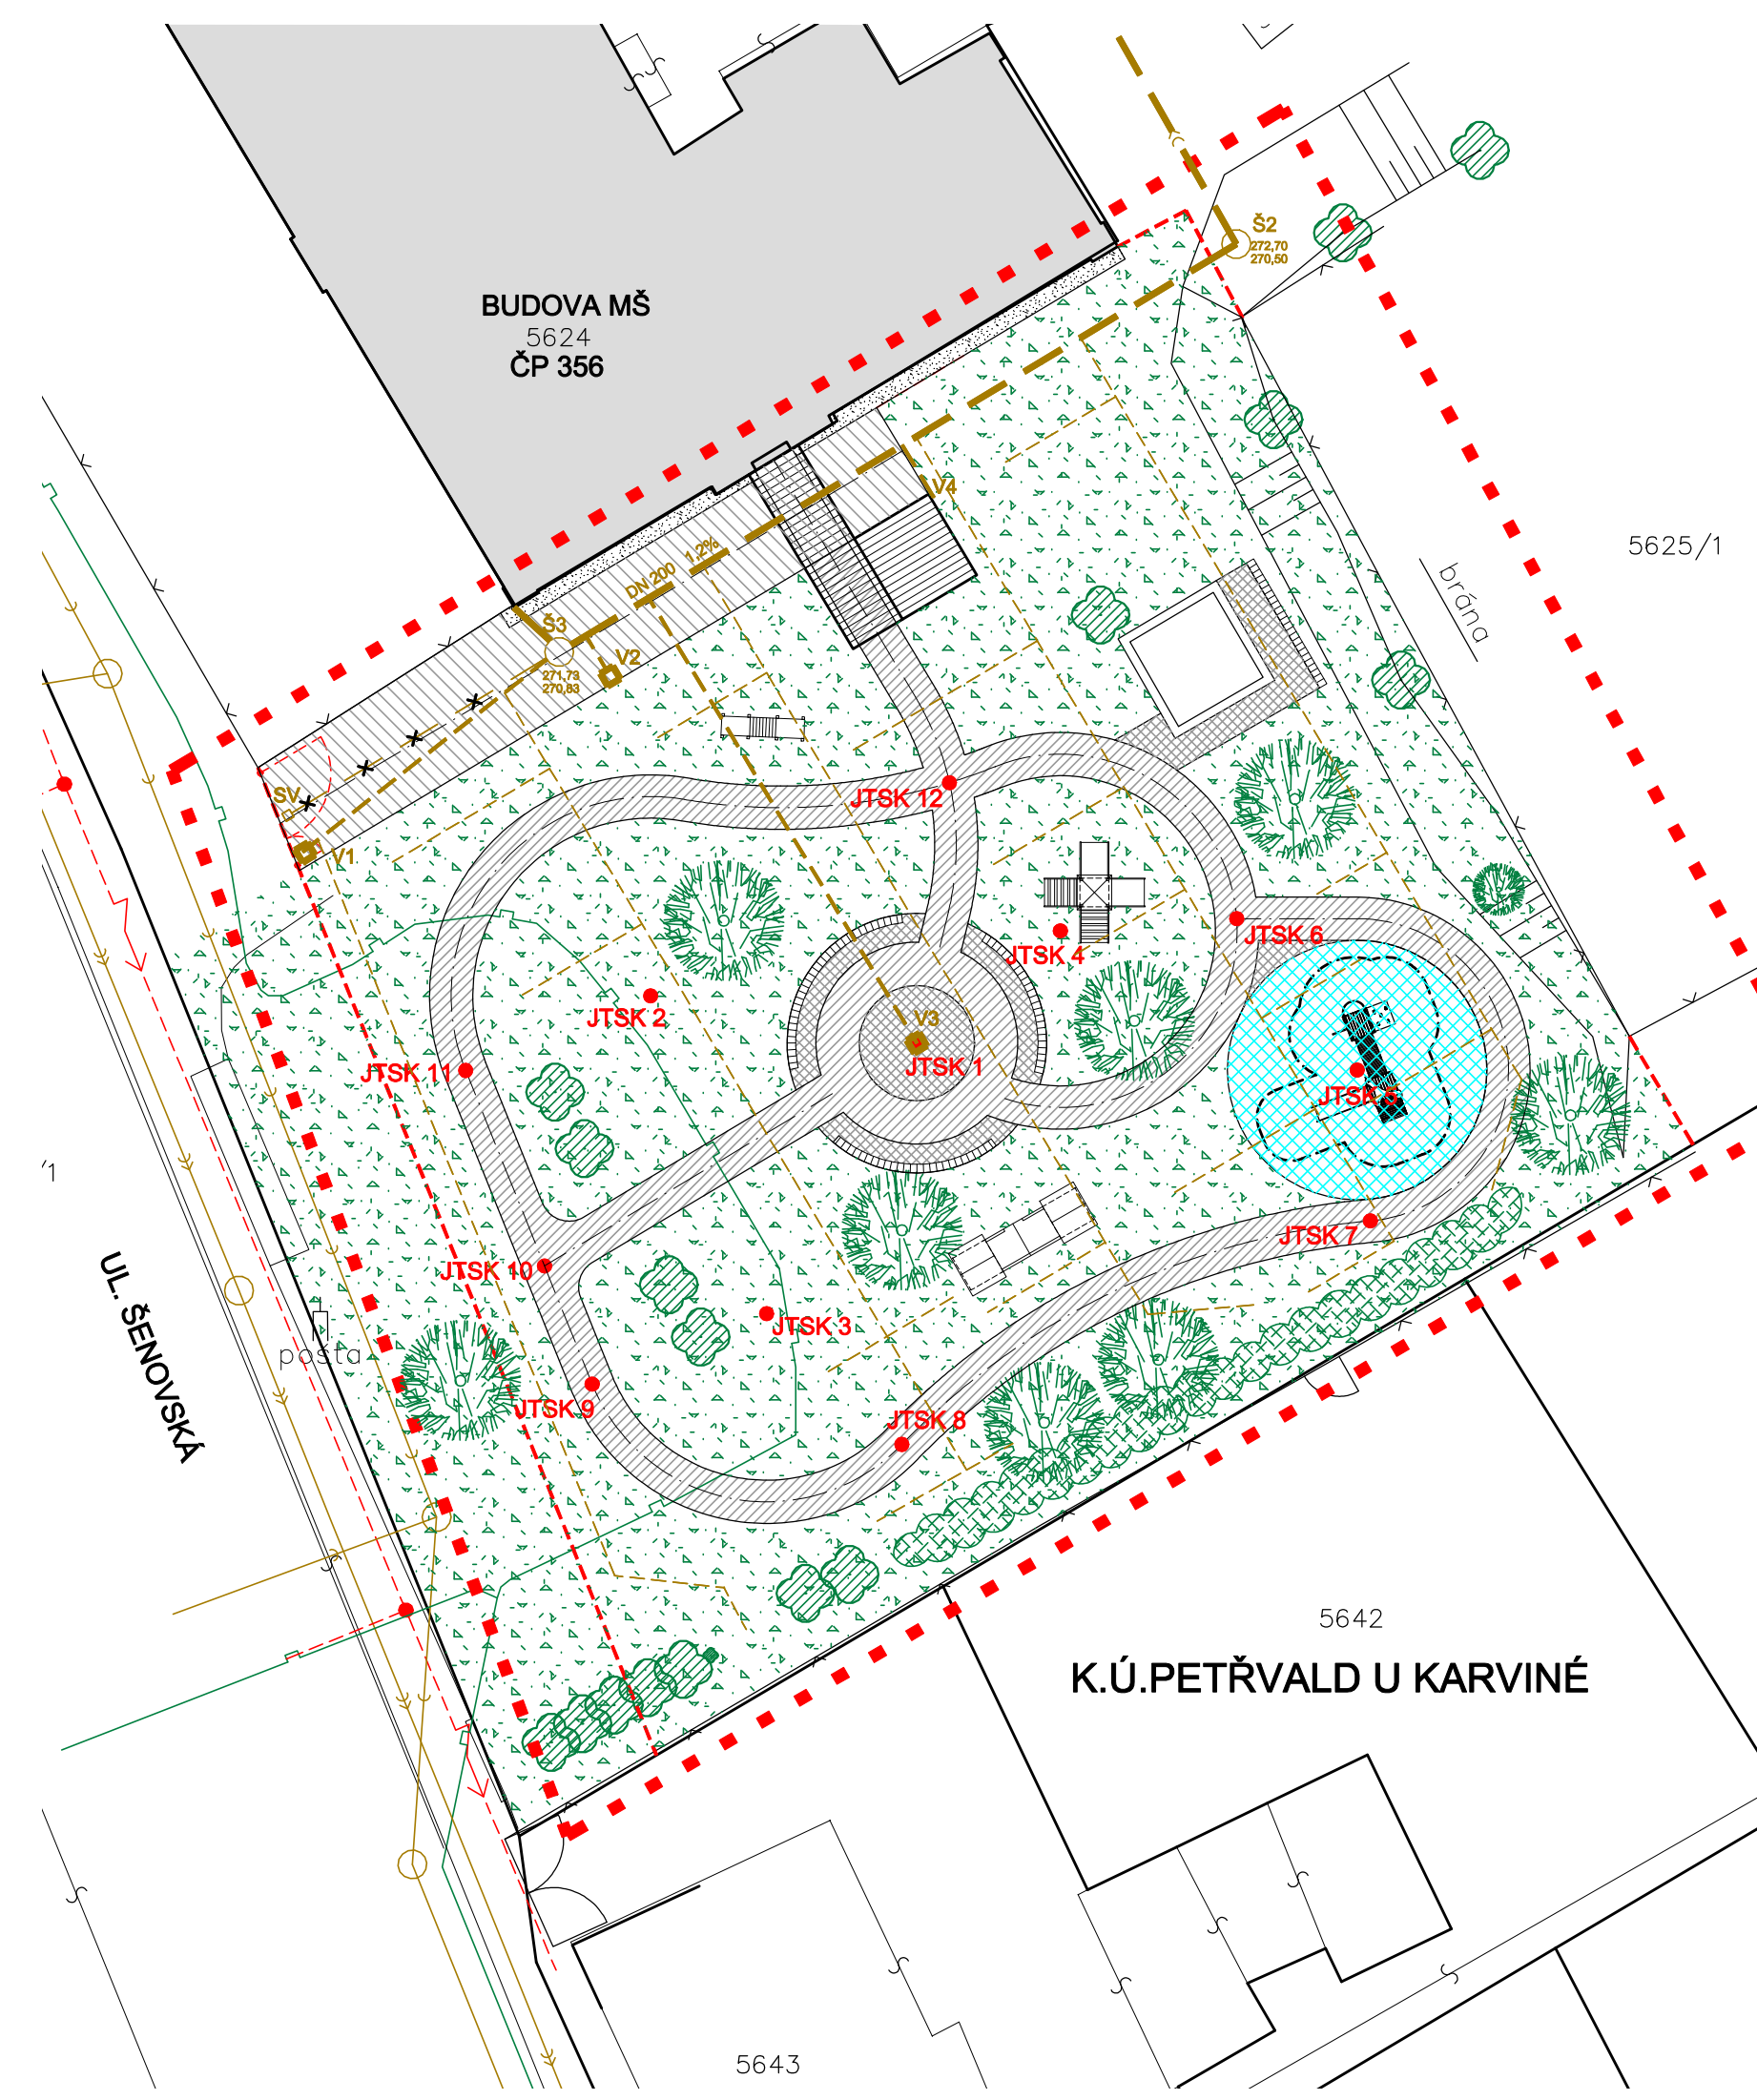 Š2
272,70
270,50
BUDOVA MŠ
5624
ČP 356
V4
5625/1
brána
DN 200 1,2%
Š3
271,73
270,83
V2
SV
V1
JTSK 12
JTSK 4
JTSK 6
JTSK 2
V3
JTSK 1
JTSK 11
JTSK 5
/1
JTSK 7
JTSK 10
JTSK 3
UL. ŠENOVSKÁ
pošta
JTSK 9
JTSK 8
5642
K.Ú.PETŘVALD U KARVINÉ
5643